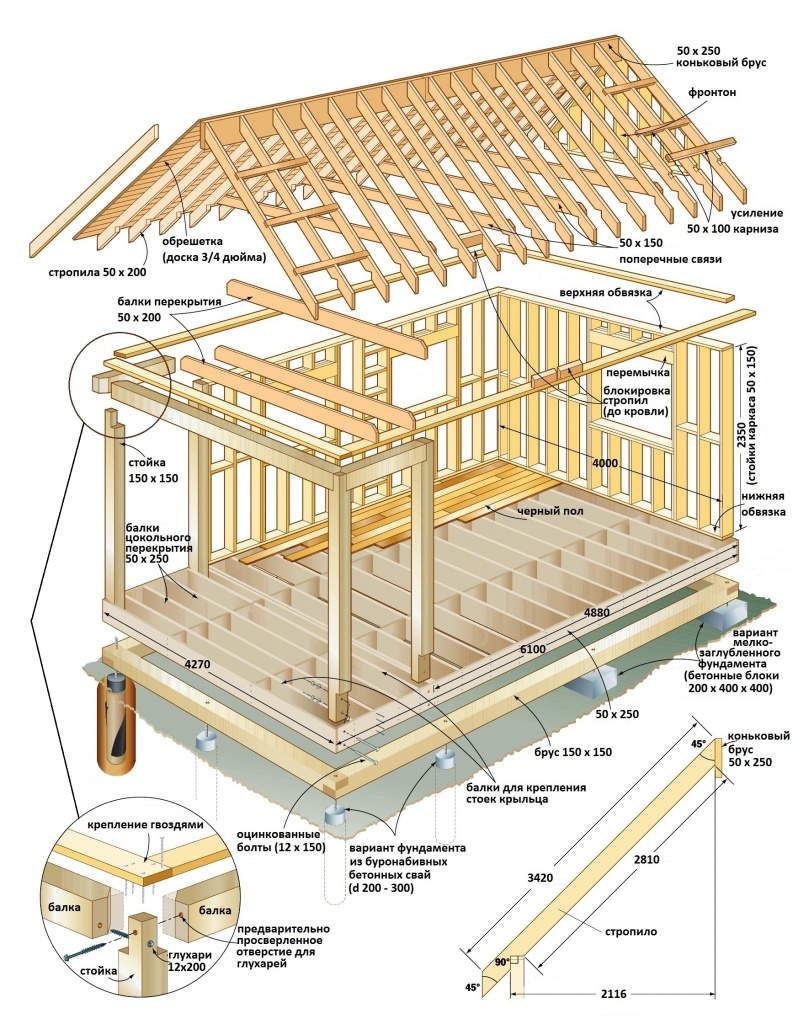 50 x 250
коньковый брус
фронтон
усиление
50 x 100 карниза
50 x 150
поперечные связи
обрешетка
(доска 3/4 дюйма)
стропила 50 x 200
балки перекрытия
50 x 200
верхняя обвязка
перемычка
блокировка
стропил
(до кровли)
2350
(стойки каркаса 50 x 150)
стойка
150 x 150
4000
нижняя
обвязка
черный пол
балки
цокольного
перекрытия
50 x 250
4880
6100
4270
вариант
мелко-
заглубленного
фундамента
(бетонные блоки
200 x 400 x 400)
50 x 250
брус 150 x 150
балки для крепления
стоек крыльца
оцинкованные
болты (12 x 150)
вариант фундамента
из буронабивных
бетонных свай
(d 200 - 300)
крепление гвоздями
балка
балка
предварительно
просверленное
отверстие для
глухарей
глухари
12x200
стойка
45°
коньковый
брус
50 x 250
3420
2810
стропило
90°
45°
2116